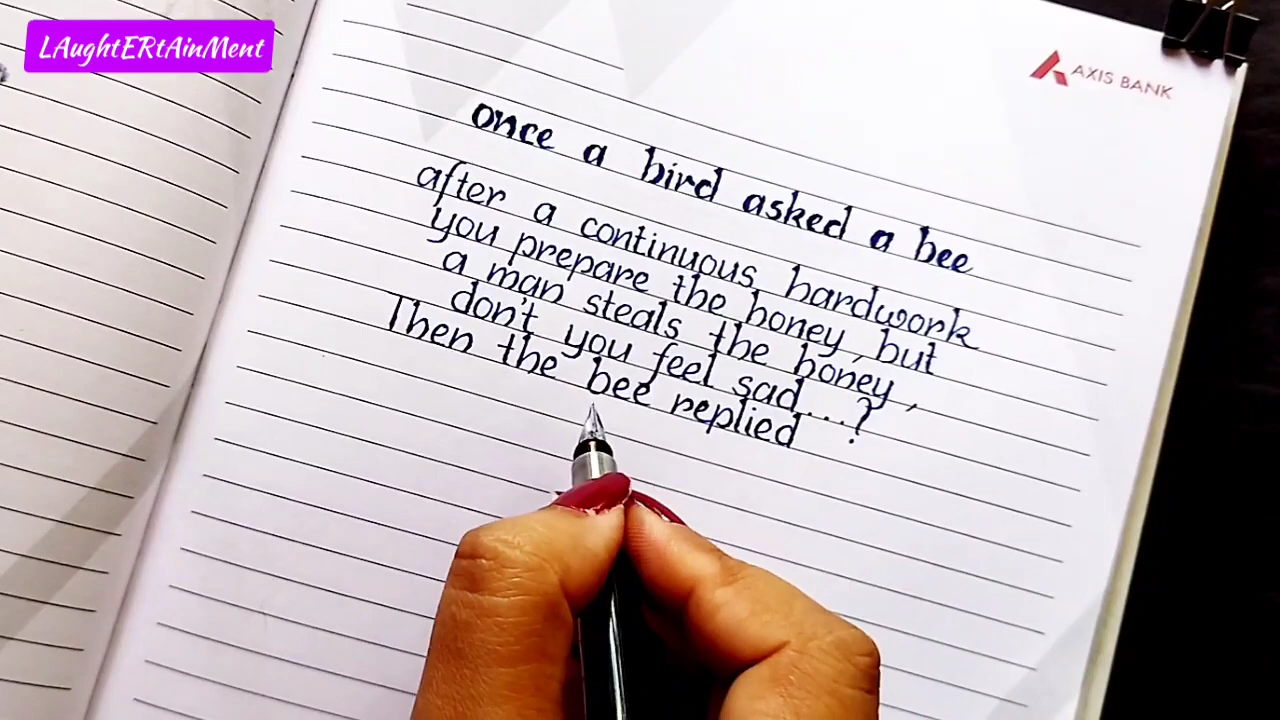 LAughtERtAinMent
AXIS BANK
once a bird asked a bee
after a continuous hardwork
you prepare the honey, but
a man steals the honey,
don't you feel sad....?
Then the bee replied